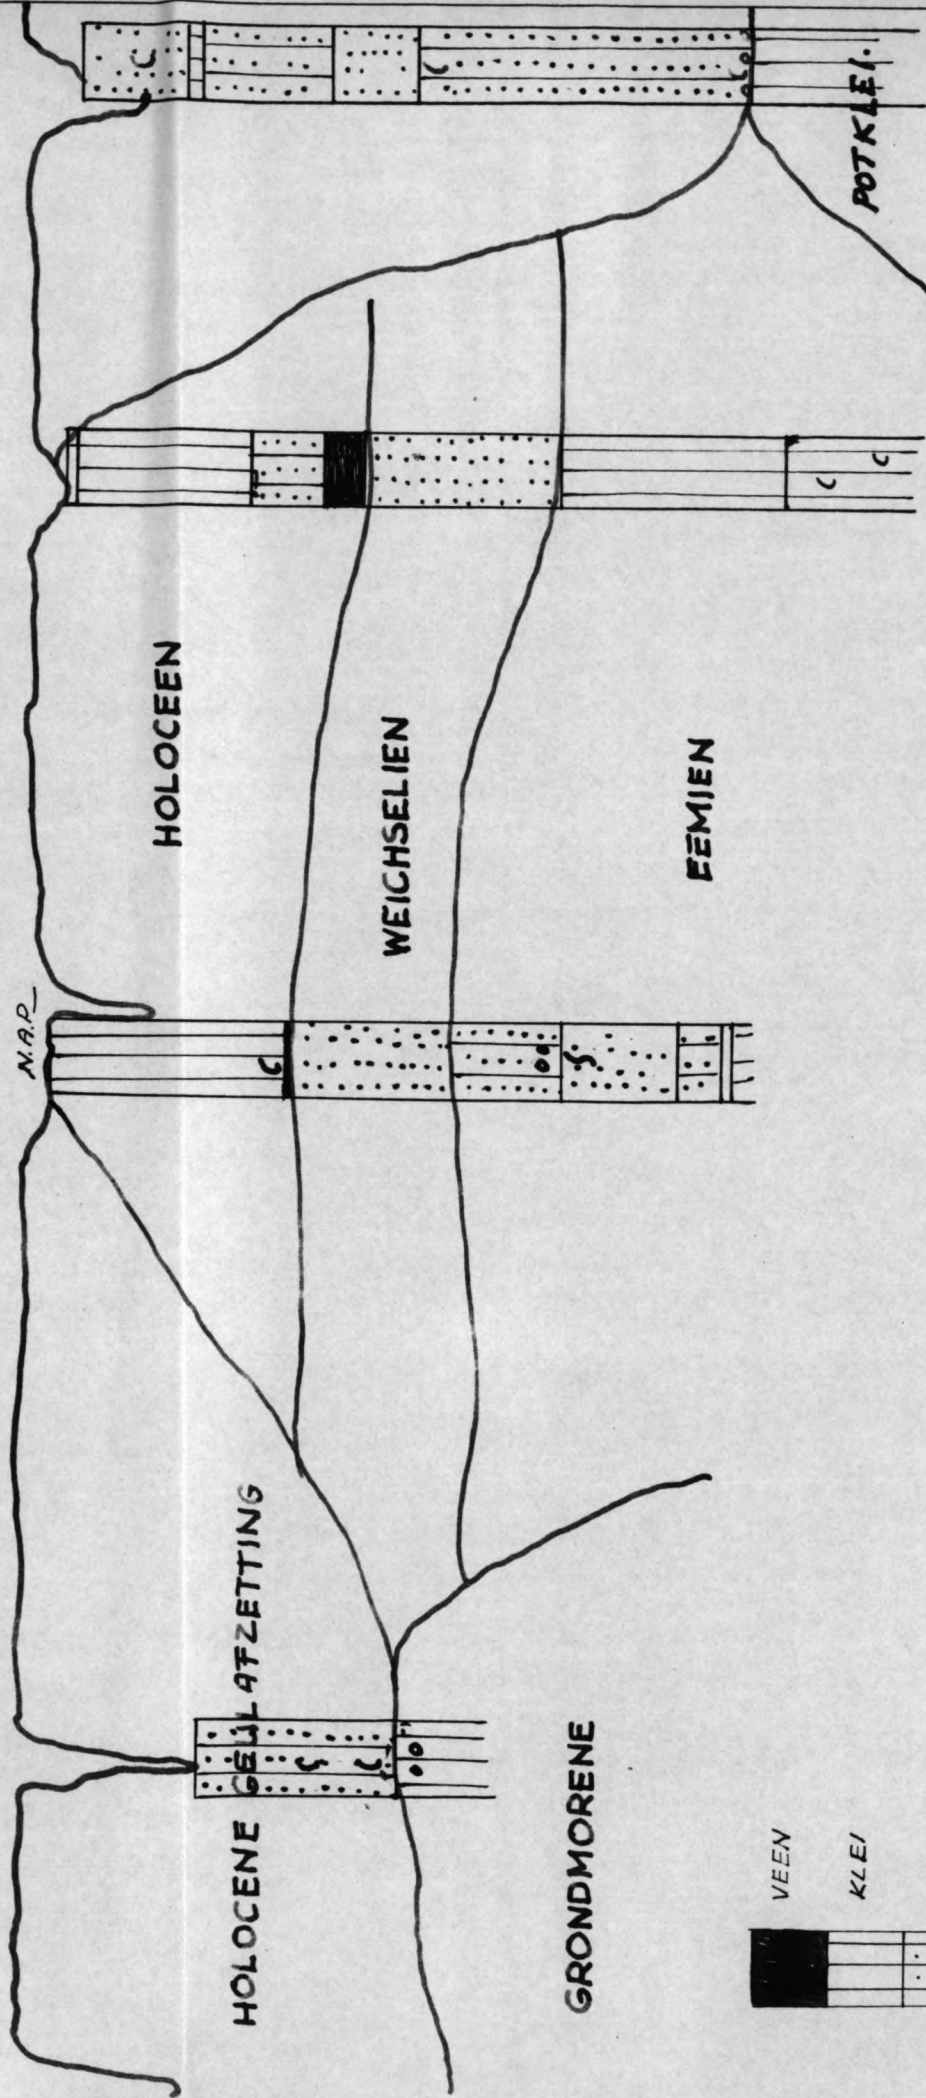 N.A.P.
HOLOCEEN
WEICHSELIEN
EEMIEN
POTKLEI.
HOLOCENE GEULAFZETTING
GRONDMORENE
VEEN
KLEI